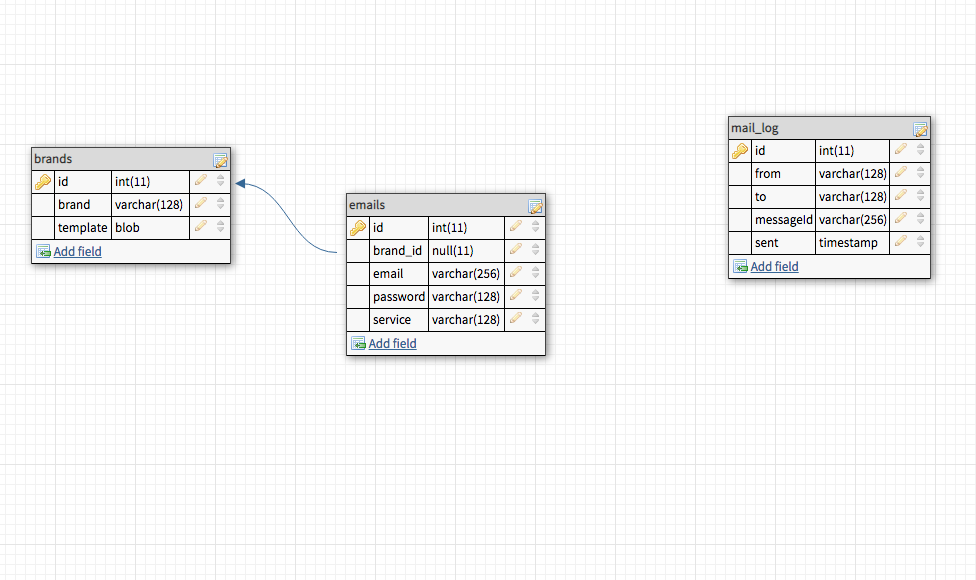 brands
id int(11)
brand varchar(128)
template blob
Add field
emails
id int(11)
brand_id null(11)
email varchar(256)
password varchar(128)
service varchar(128)
Add field
mail_log
id int(11)
from varchar(128)
to varchar(128)
messageId varchar(256)
sent timestamp
Add field